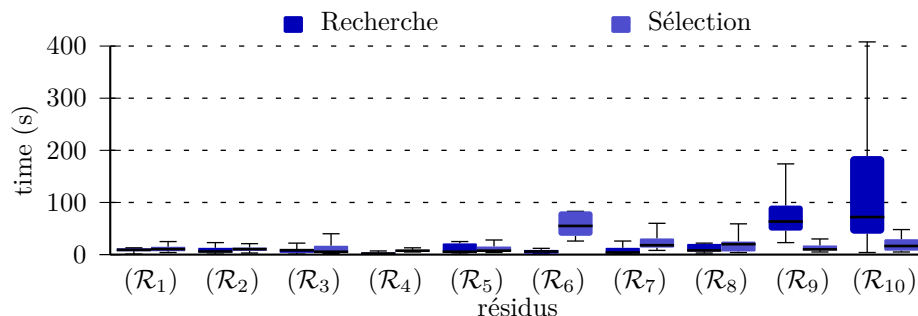 Recherche Sélection
400
300
200
100
0
time (s)
(R₁) (R₂) (R₃) (R₄) (R₅) (R₆) (R₇) (R₈) (R₉) (R₁₀)
résidus